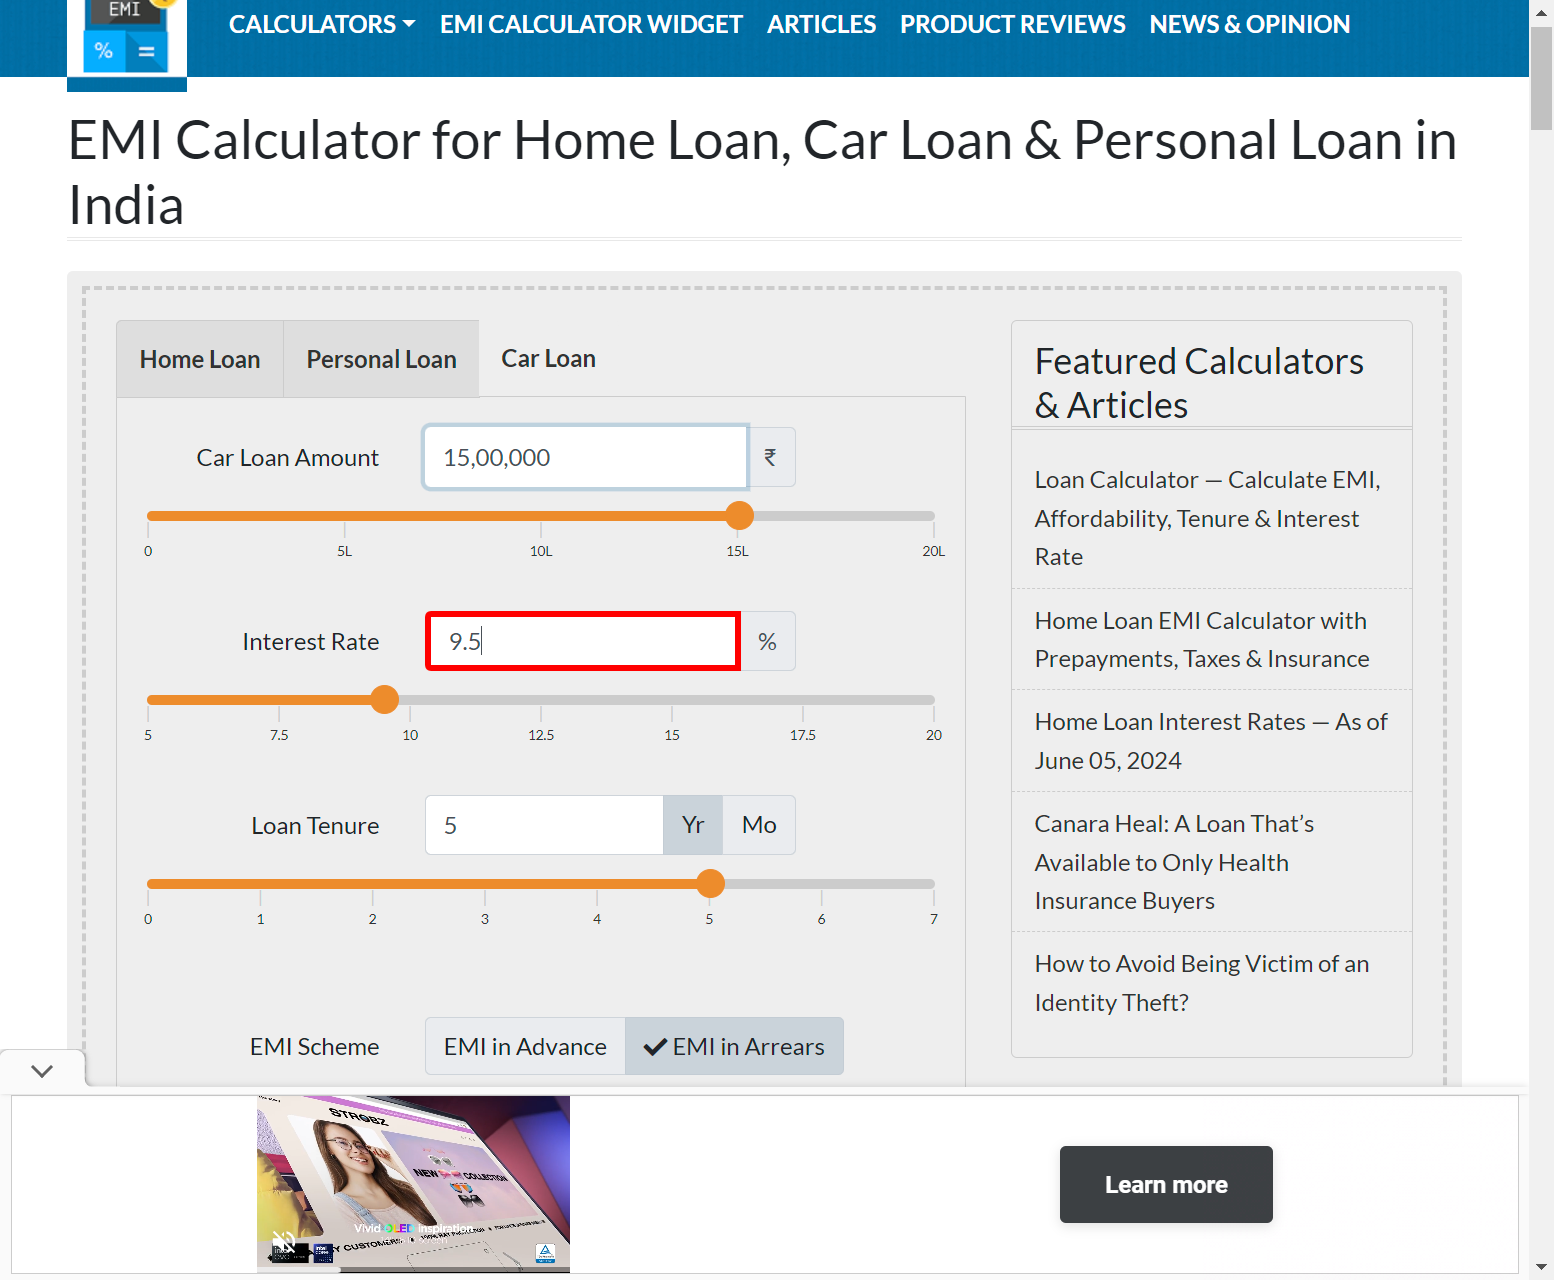 EMI
% =
CALCULATORS EMI CALCULATOR WIDGET ARTICLES PRODUCT REVIEWS NEWS & OPINION
EMI Calculator for Home Loan, Car Loan & Personal Loan in
India
Home Loan Personal Loan Car Loan
Car Loan Amount 15,00,000 ₹
0 5L 10L 15L 20L
Interest Rate 9.5 %
5 7.5 10 12.5 15 17.5 20
Loan Tenure 5 Yr Mo
0 1 2 3 4 5 6 7
EMI Scheme EMI in Advance EMI in Arrears
Featured Calculators
& Articles
Loan Calculator — Calculate EMI,
Affordability, Tenure & Interest
Rate
Home Loan EMI Calculator with
Prepayments, Taxes & Insurance
Home Loan Interest Rates — As of
June 05, 2024
Canara Heal: A Loan That’s
Available to Only Health
Insurance Buyers
How to Avoid Being Victim of an
Identity Theft?
STROBZ
NEW COLLECTION
Vivid OLED inspiration
Learn more